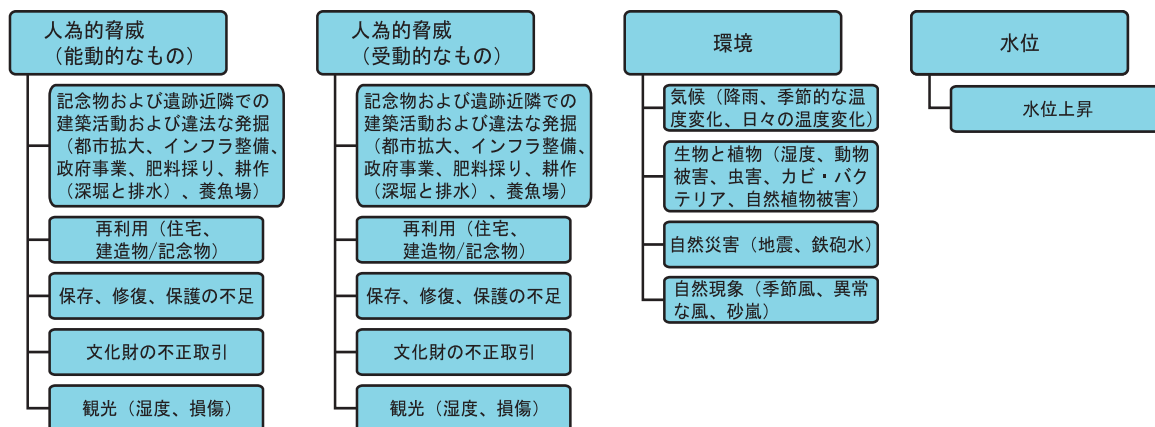 人為的脅威
（能動的なもの）
記念物および遺跡近隣での
建築活動および違法な発掘
（都市拡大、インフラ整備、
政府事業、肥料採り、耕作
（深堀と排水）、養魚場）
再利用（住宅、
建造物/記念物）
保存、修復、保護の不足
文化財の不正取引
観光（湿度、損傷）
人為的脅威
（受動的なもの）
記念物および遺跡近隣での
建築活動および違法な発掘
（都市拡大、インフラ整備、
政府事業、肥料採り、耕作
（深堀と排水）、養魚場）
再利用（住宅、
建造物/記念物）
保存、修復、保護の不足
文化財の不正取引
観光（湿度、損傷）
環境
気候（降雨、季節的な温
度変化、日々の温度変化）
生物と植物（湿度、動物
被害、虫害、カビ・バク
テリア、自然植物被害）
自然災害（地震、鉄砲水）
自然現象（季節風、異常
な風、砂嵐）
水位
水位上昇